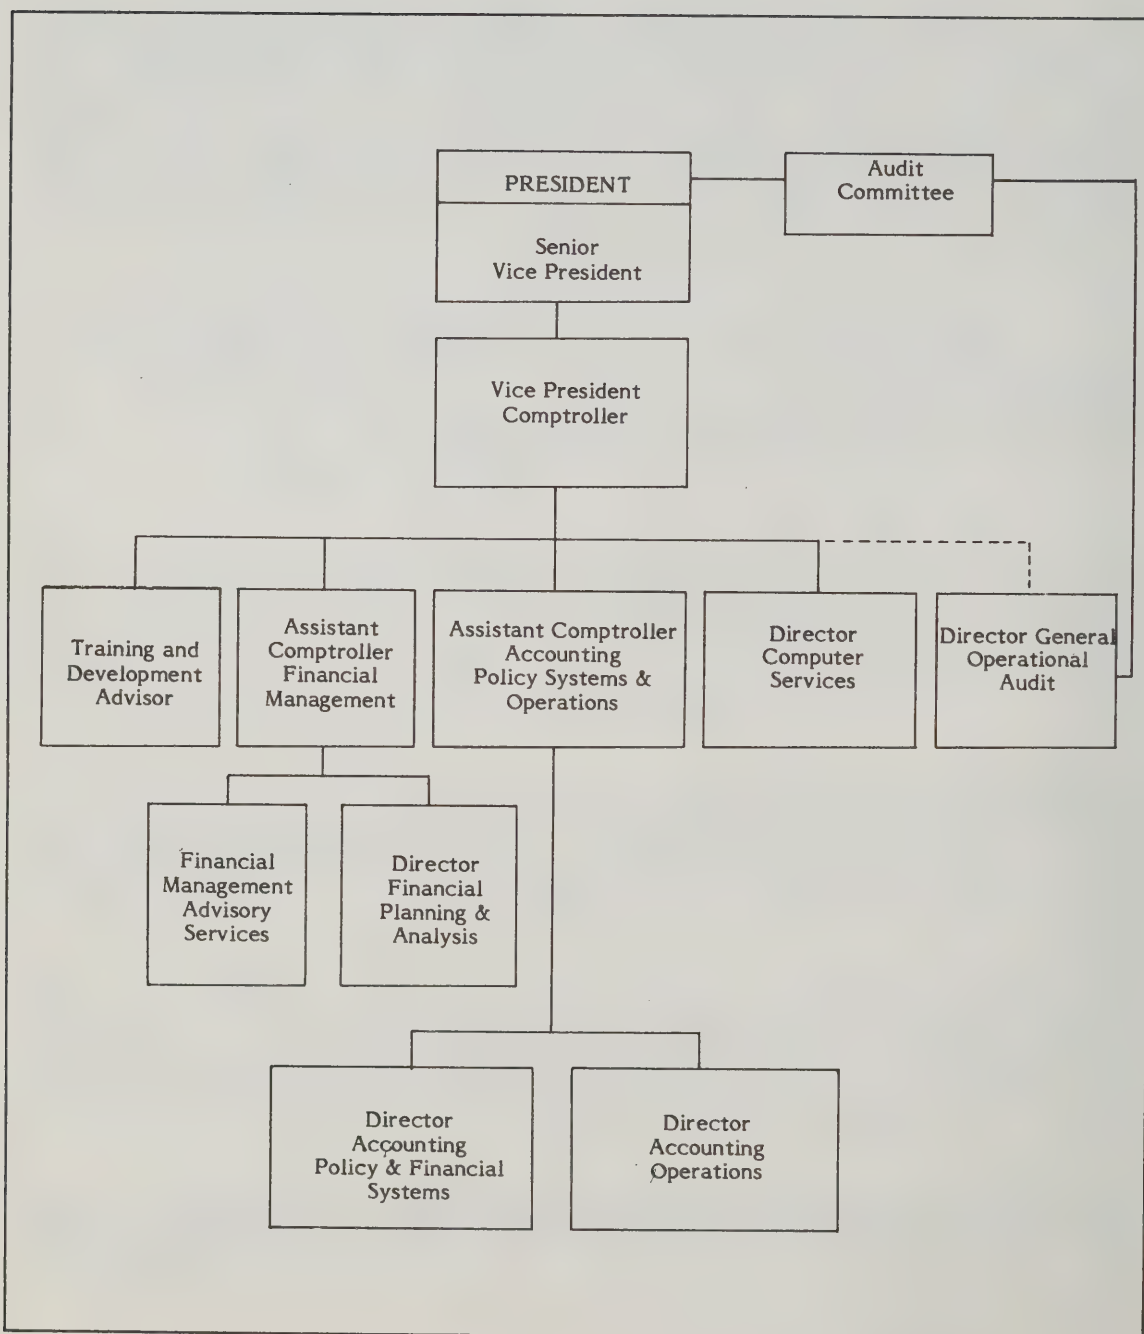 PRESIDENT
Senior
Vice President
Audit
Committee
Vice President
Comptroller
Training and
Development
Advisor
Assistant
Comptroller
Financial
Management
Assistant Comptroller
Accounting
Policy Systems &
Operations
Director
Computer
Services
Director General
Operational
Audit
Financial
Management
Advisory
Services
Director
Financial
Planning &
Analysis
Director
Accounting
Policy & Financial
Systems
Director
Accounting
Operations